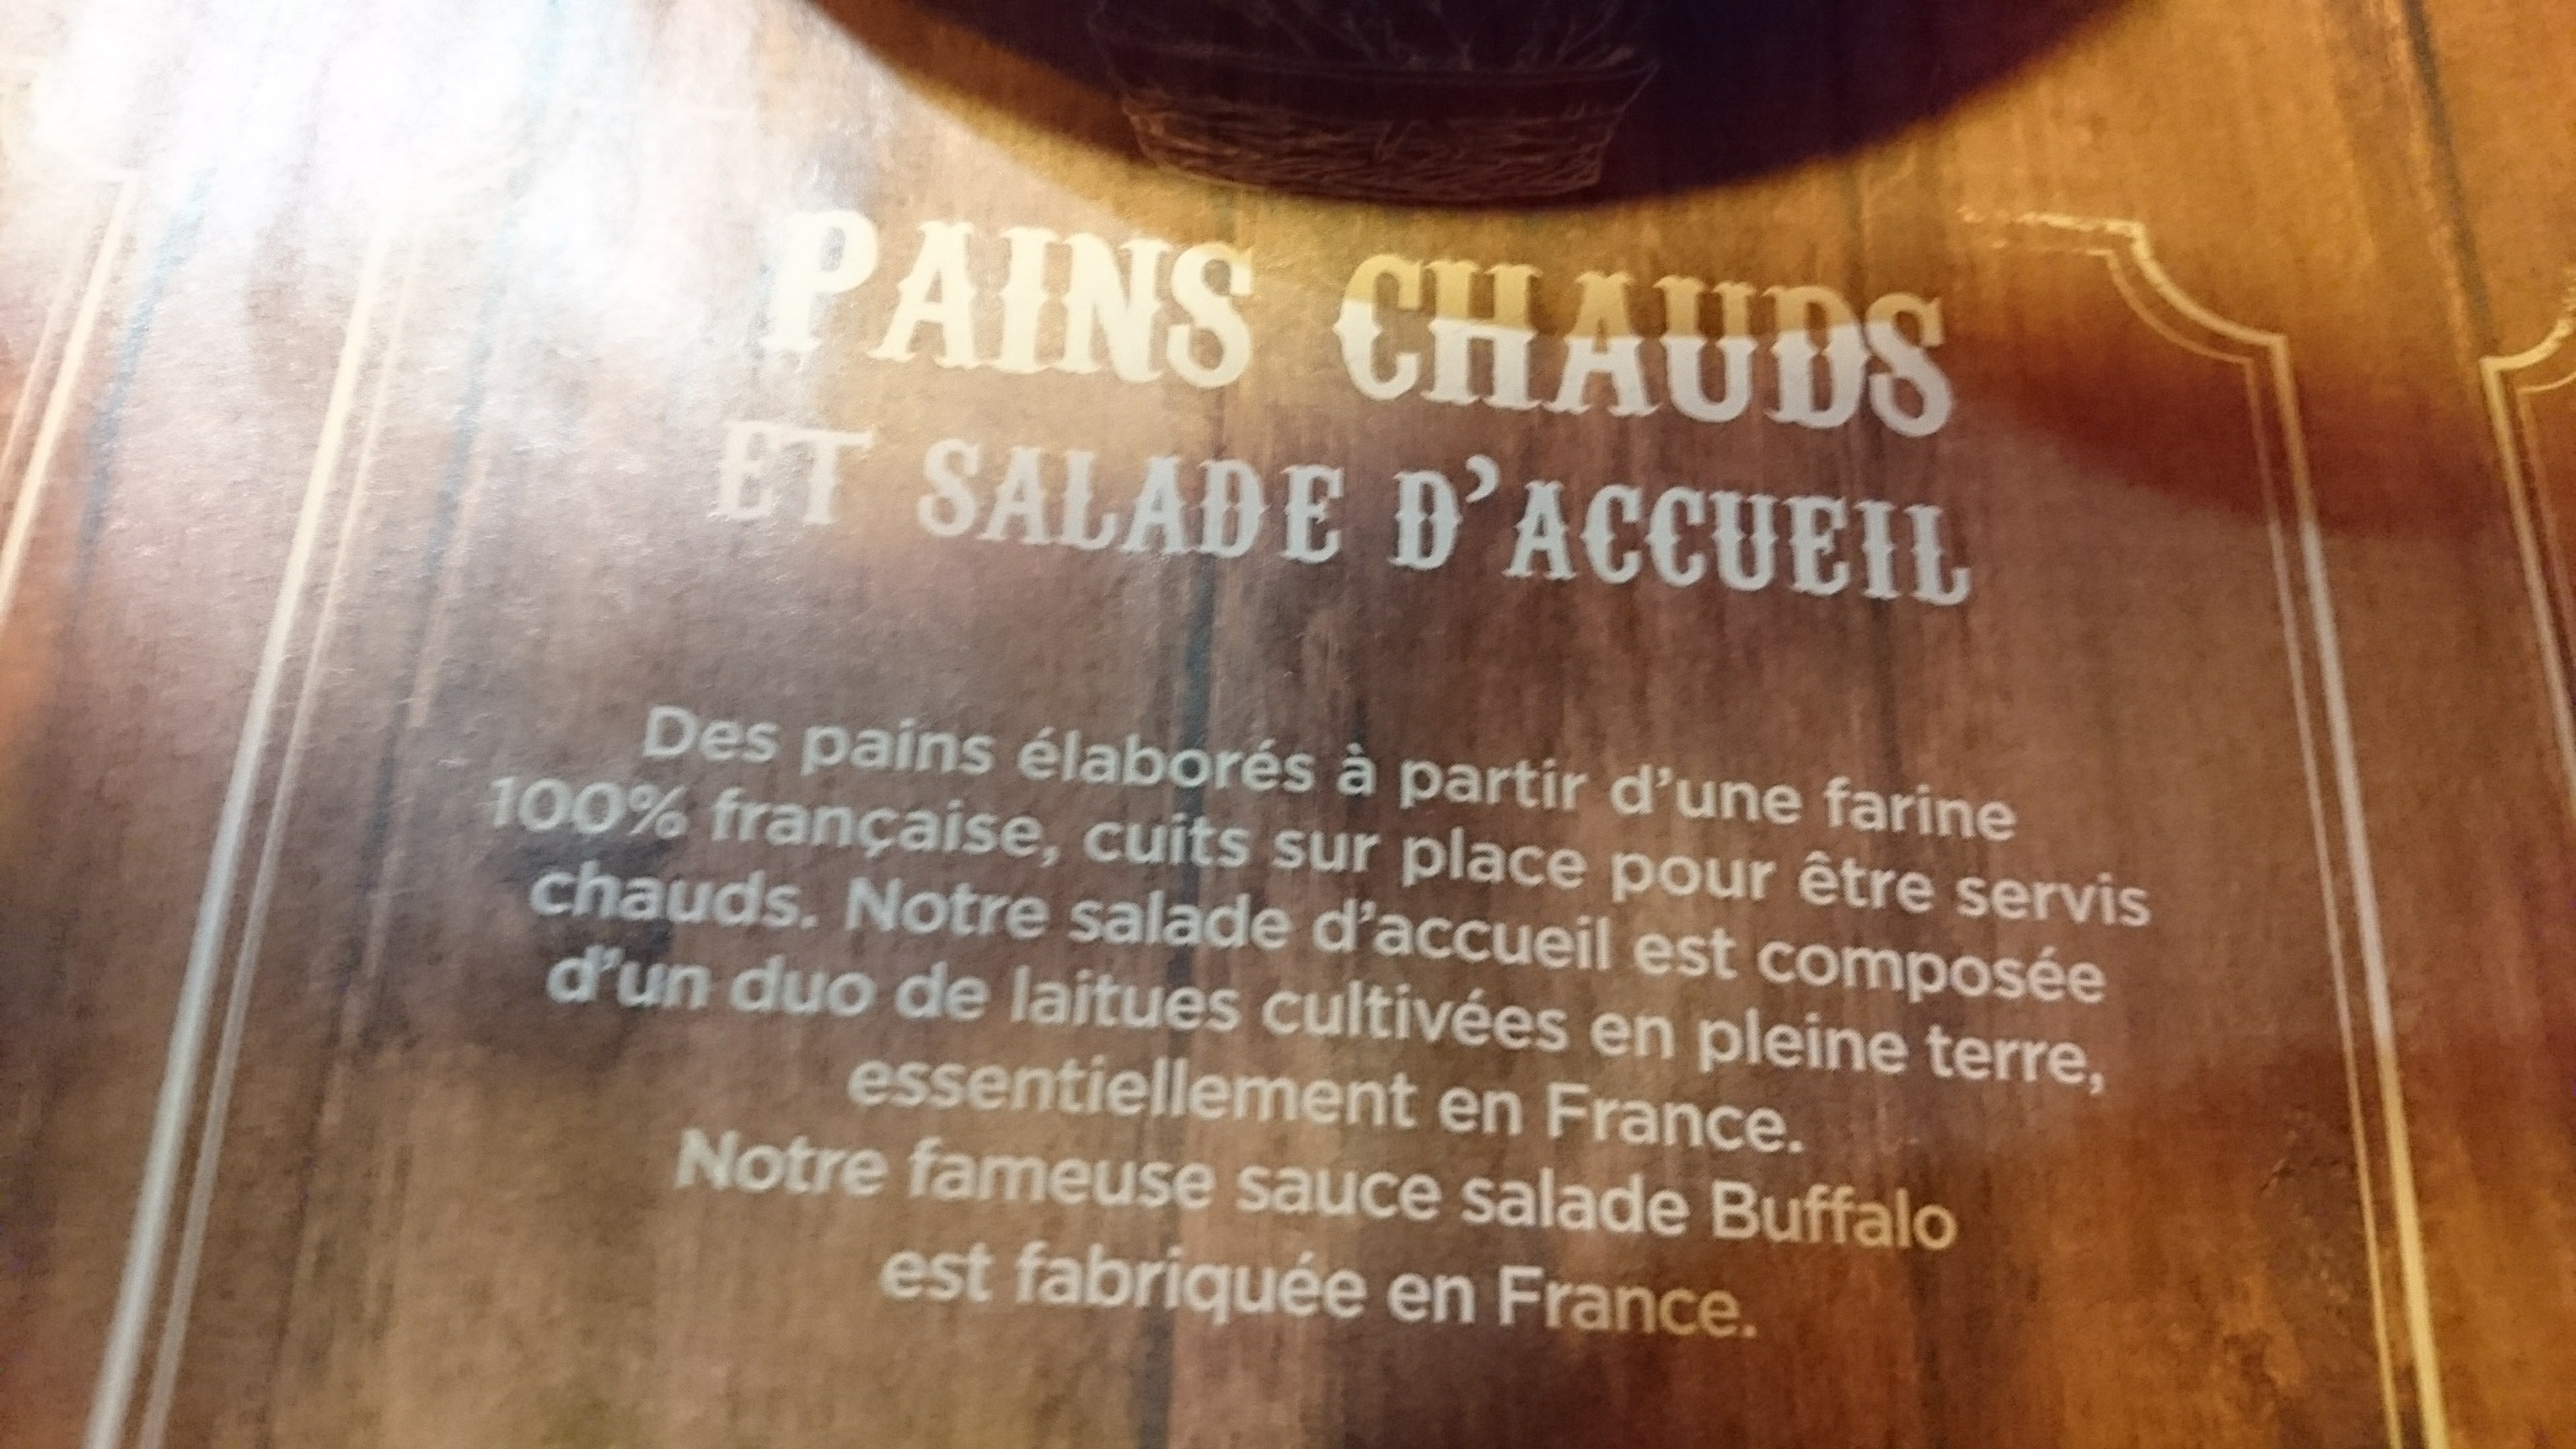 PAINS CHAUDS
ET SALADE D'ACCUEIL
Des pains élaborés à partir d'une farine
100% française, cuits sur place pour être servis
chauds. Notre salade d'accueil est composée
d'un duo de laitues cultivées en pleine terre,
essentiellement en France.
Notre fameuse sauce salade Buffalo
est fabriquée en France.